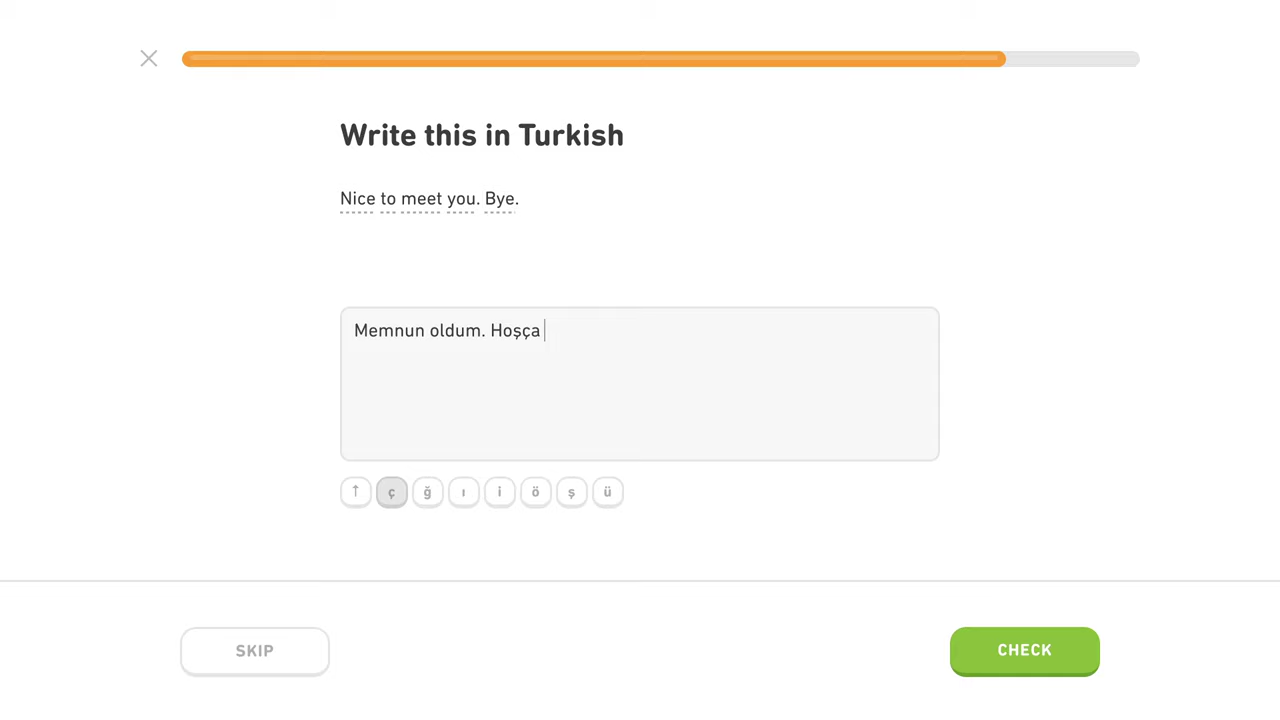 Write this in Turkish
Nice to meet you. Bye.
Memnun oldum. Hoşça
↑ ç ğ ı i ö ş ü
SKIP
CHECK